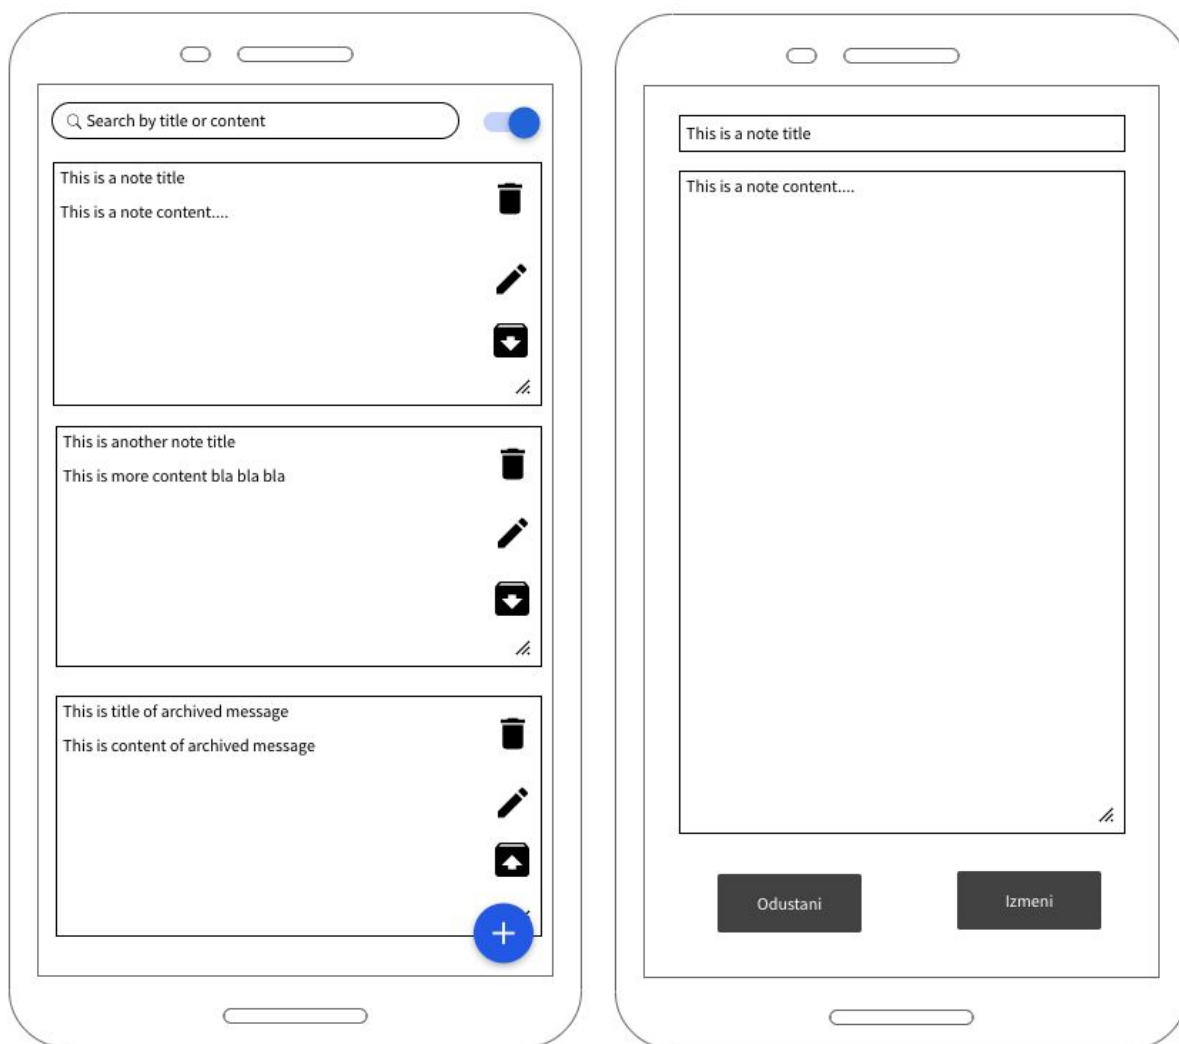 Search by title or content
This is a note title
This is a note content....
This is another note title
This is more content bla bla bla
This is title of archived message
This is content of archived message
This is a note title
This is a note content....
Odustani
Izmeni